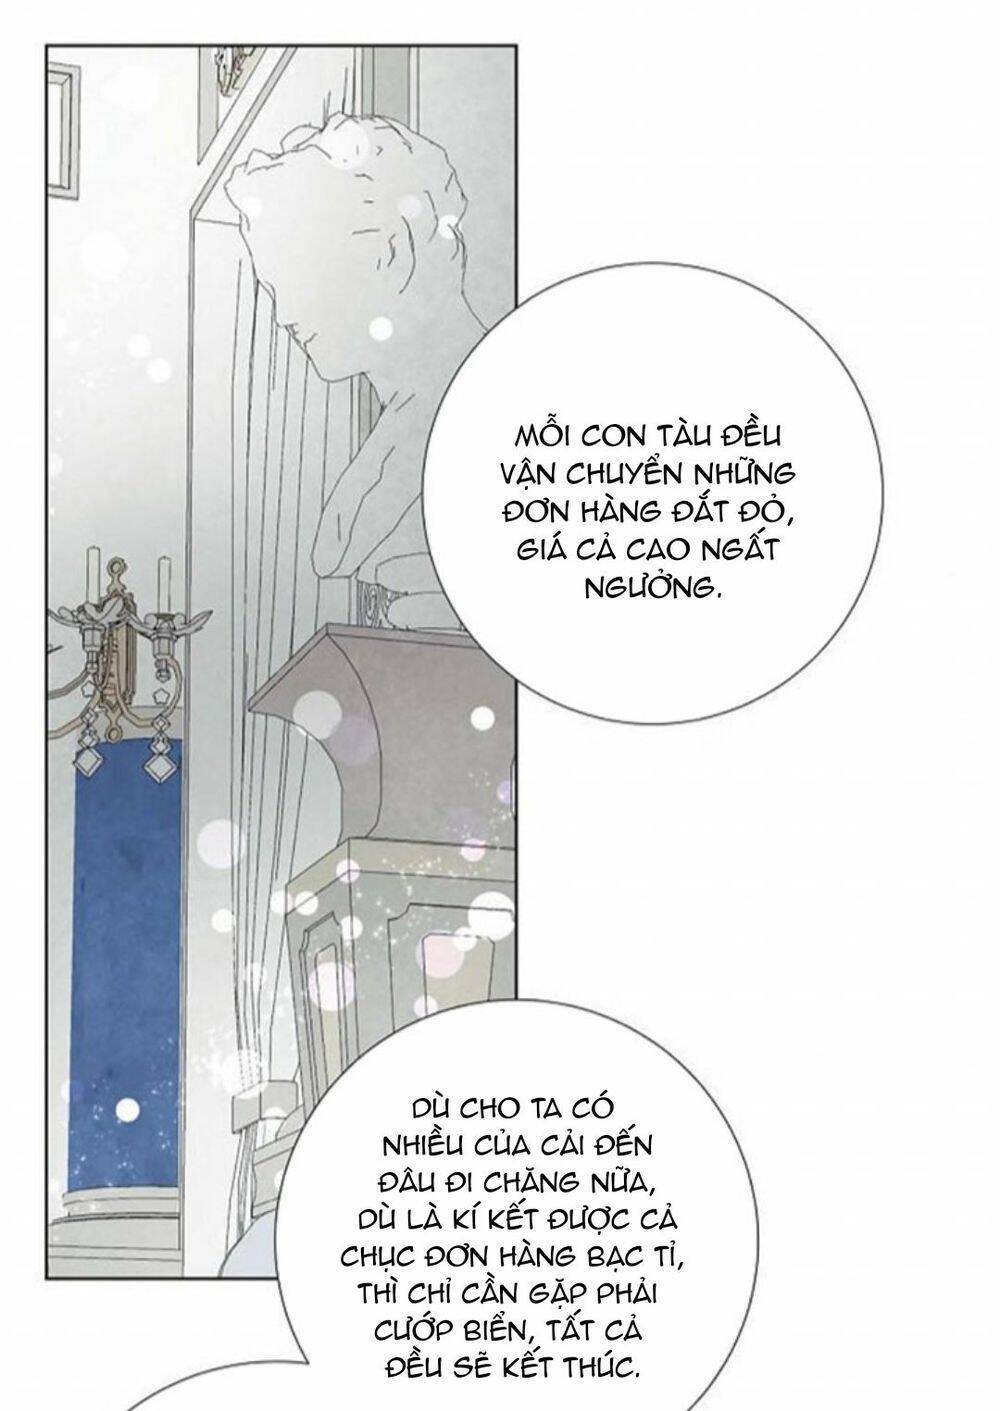 MỖI CON TÀU ĐỀU
VẬN CHUYỂN NHỮNG
ĐƠN HÀNG ĐẮT ĐỎ,
GIÁ CẢ CAO NGẤT
NGƯỞNG.
DÙ CHO TA CÓ
NHIỀU CỦA CẢI ĐẾN
ĐÂU ĐI CHĂNG NỮA,
DÙ LÀ KÍ KẾT ĐƯỢC CẢ
CHỤC ĐƠN HÀNG BẠC TỈ,
THÌ CHỈ CẦN GẶP PHẢI
CƯỚP BIỂN, TẤT CẢ
ĐỀU SẼ KẾT THÚC.